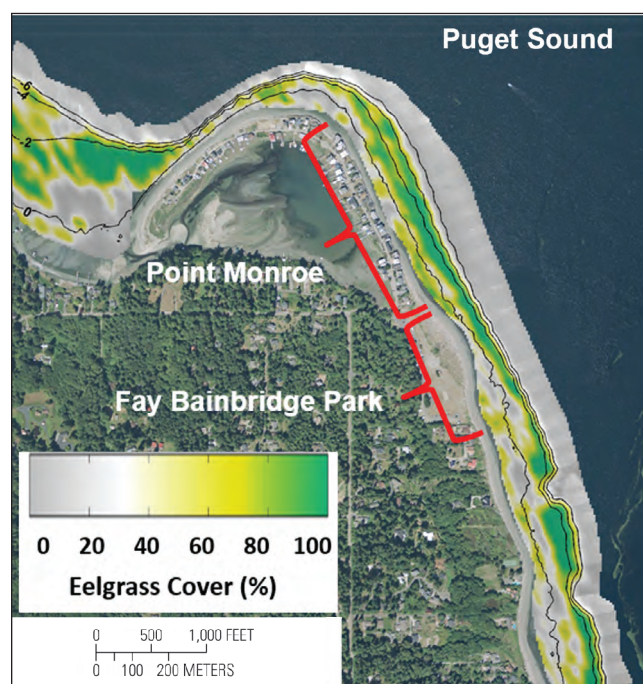 Puget Sound
-6
-4
-2
0
Point Monroe
Fay Bainbridge Park
0 20 40 60 80 100
Eelgrass Cover (%)
0 500 1,000 FEET
0 100 200 METERS